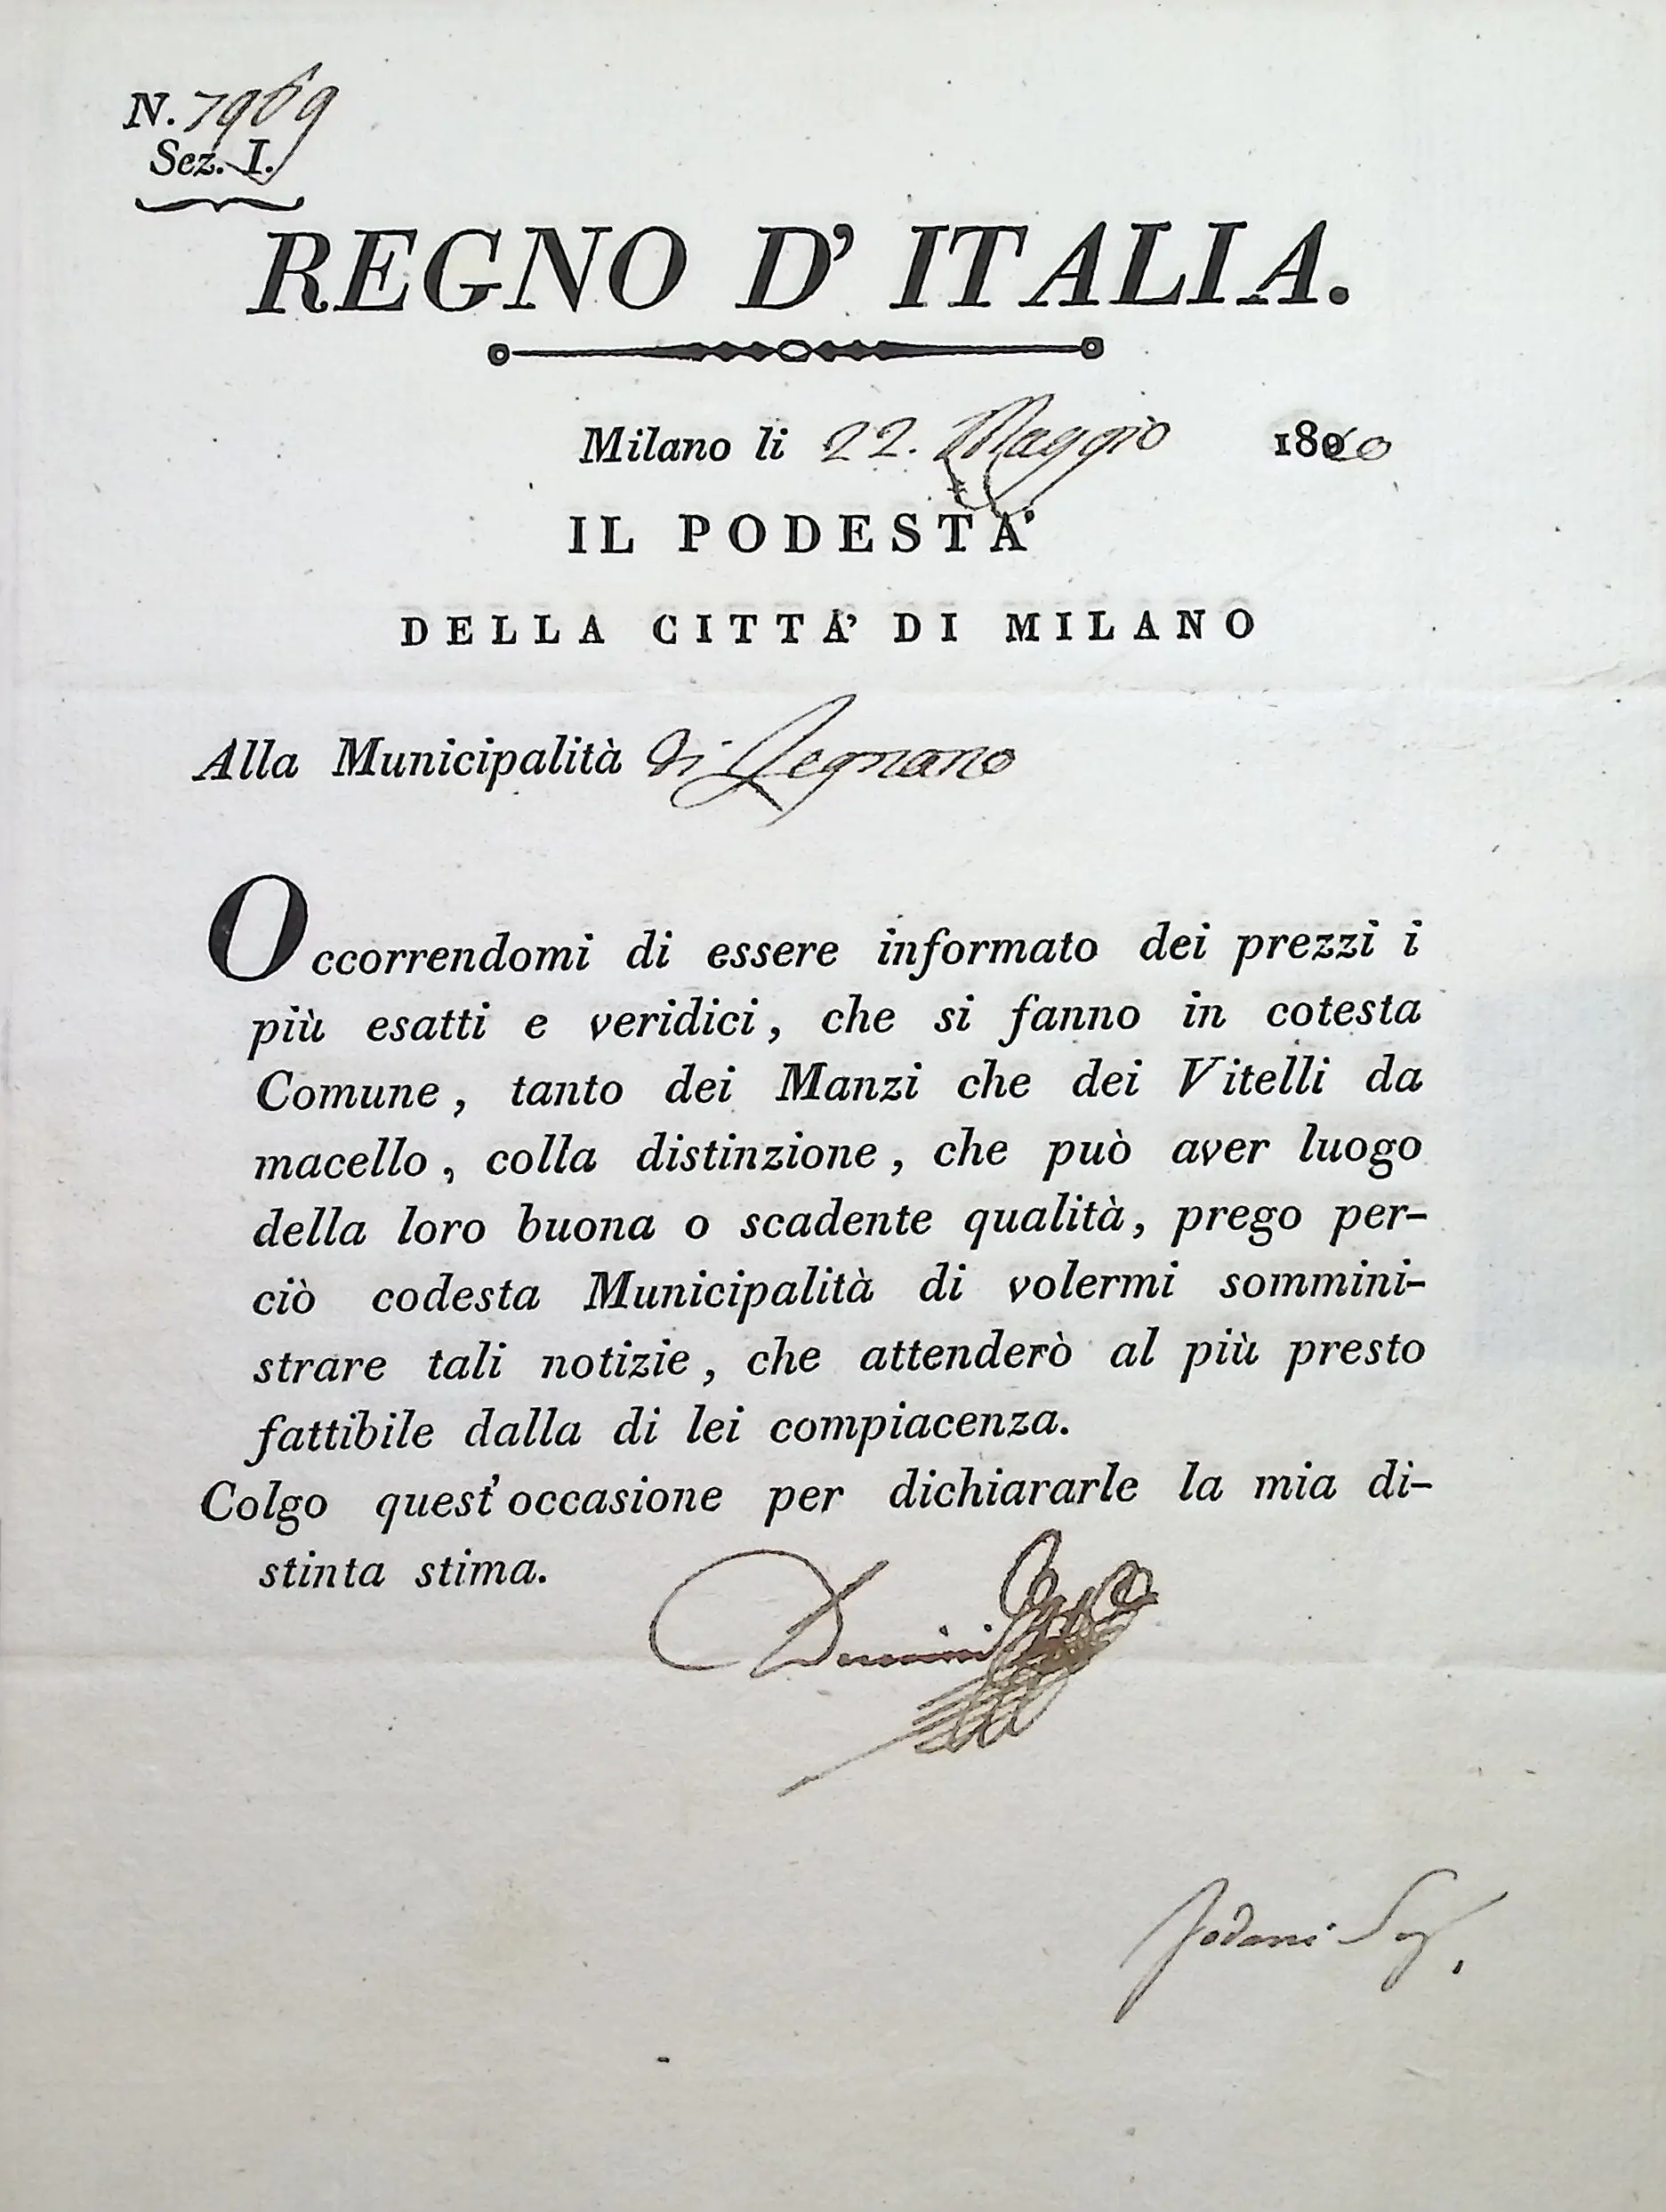 N. 7969
Sez. I.
REGNO D' ITALIA.
Milano li 22. Maggio 1810
IL PODESTA'
DELLA CITTA' DI MILANO
Alla Municipalità di Legnano
Occorrendomi di essere informato dei prezzi i
più esatti e veridici, che si fanno in cotesta
Comune, tanto dei Manzi che dei Vitelli da
macello, colla distinzione, che può aver luogo
della loro buona o scadente qualità, prego per-
ciò codesta Municipalità di volermi sommini-
strare tali notizie, che attenderò al più presto
fattibile dalla di lei compiacenza.
Colgo quest' occasione per dichiararle la mia di-
stinta stima.